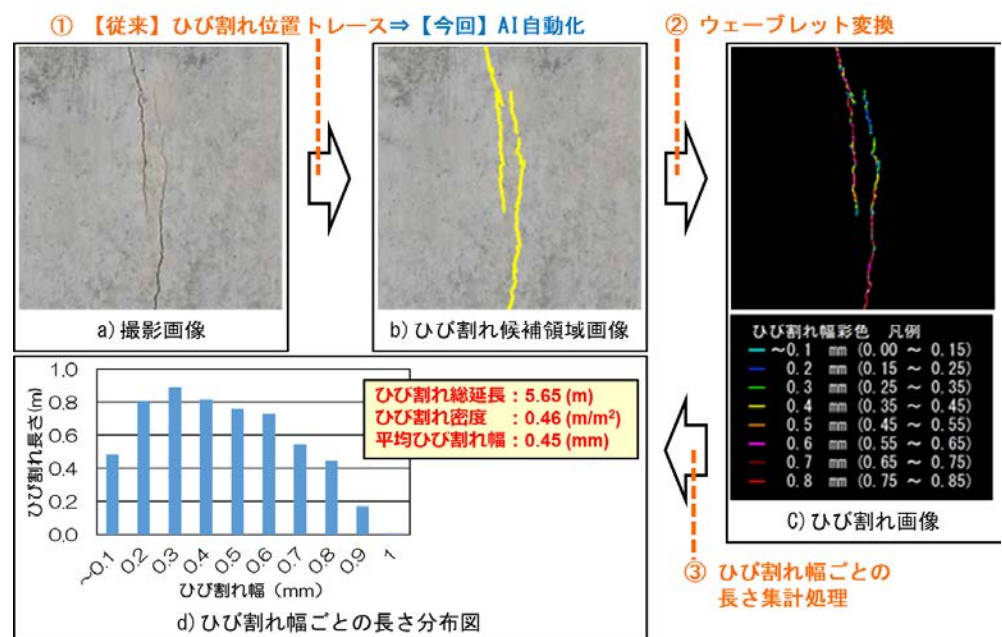 ① 【従来】ひび割れ位置トレース⇒【今回】AI自動化
② ウェーブレット変換
a) 撮影画像
b) ひび割れ候補領域画像
ひび割れ幅彩色 凡例
～0.1 mm (0.00 ～ 0.15)
0.2 mm (0.15 ～ 0.25)
0.3 mm (0.25 ～ 0.35)
0.4 mm (0.35 ～ 0.45)
0.5 mm (0.45 ～ 0.55)
0.6 mm (0.55 ～ 0.65)
0.7 mm (0.65 ～ 0.75)
0.8 mm (0.75 ～ 0.85)
C) ひび割れ画像
③ ひび割れ幅ごとの
長さ集計処理
ひび割れ長さ(m)
1.0
0.8
0.6
0.4
0.2
0.0
ひび割れ総延長：5.65 (m)
ひび割れ密度 ：0.46 (m/m²)
平均ひび割れ幅：0.45 (mm)
～0.1 0.2 0.3 0.4 0.5 0.6 0.7 0.8 0.9 1
ひび割れ幅（mm）
d) ひび割れ幅ごとの長さ分布図